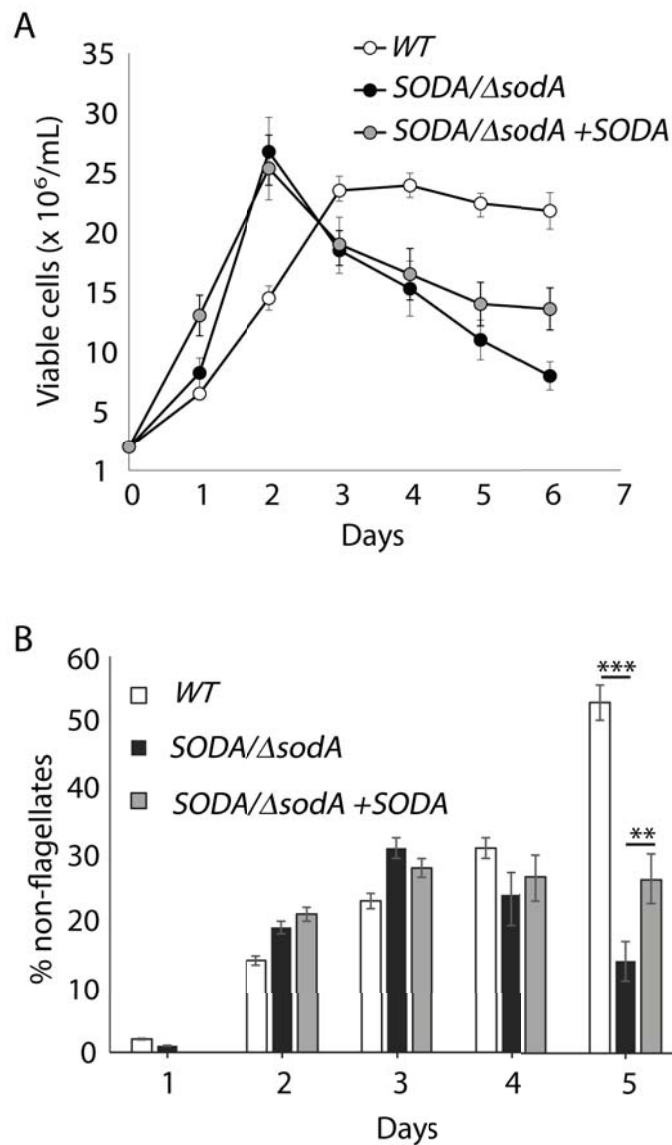 A
WT
SODA/ΔsodA
SODA/ΔsodA +SODA
Viable cells (x 10⁶/mL)
35
30
25
20
15
10
5
1
0 1 2 3 4 5 6 7
Days
B
WT
SODA/ΔsodA
SODA/ΔsodA +SODA
***
**
% non-flagellates
60
50
40
30
20
10
0
1 2 3 4 5
Days